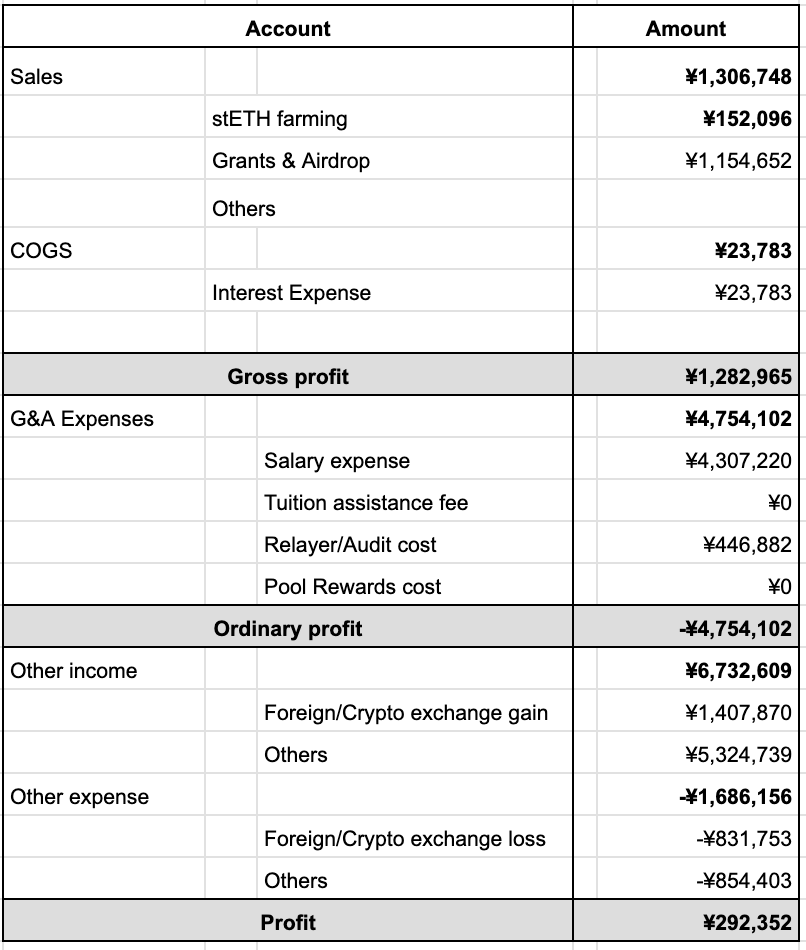 Account Amount
Sales ¥1,306,748
stETH farming ¥152,096
Grants & Airdrop ¥1,154,652
Others
COGS ¥23,783
Interest Expense ¥23,783
Gross profit ¥1,282,965
G&A Expenses ¥4,754,102
Salary expense ¥4,307,220
Tuition assistance fee ¥0
Relayer/Audit cost ¥446,882
Pool Rewards cost ¥0
Ordinary profit -¥4,754,102
Other income ¥6,732,609
Foreign/Crypto exchange gain ¥1,407,870
Others ¥5,324,739
Other expense -¥1,686,156
Foreign/Crypto exchange loss -¥831,753
Others -¥854,403
Profit ¥292,352